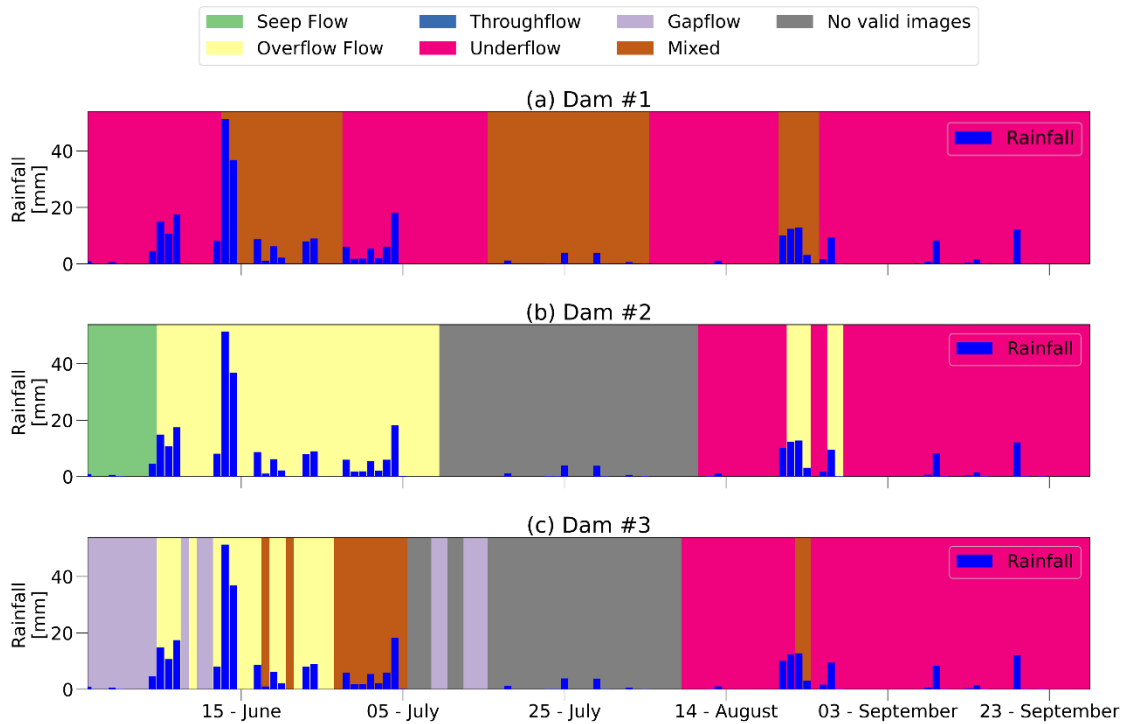 Seep Flow Throughflow Gapflow No valid images
Overflow Flow Underflow Mixed
(a) Dam #1
Rainfall
[mm]
40
20
0
Rainfall
(b) Dam #2
Rainfall
[mm]
40
20
0
Rainfall
(c) Dam #3
Rainfall
[mm]
40
20
0
Rainfall
15 - June 05 - July 25 - July 14 - August 03 - September 23 - September